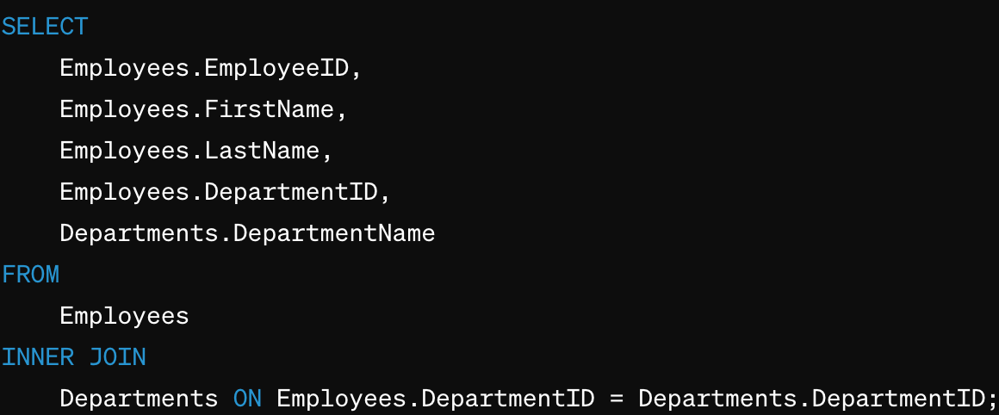 SELECT
    Employees.EmployeeID,
    Employees.FirstName,
    Employees.LastName,
    Employees.DepartmentID,
    Departments.DepartmentName
FROM
    Employees
INNER JOIN
    Departments ON Employees.DepartmentID = Departments.DepartmentID;